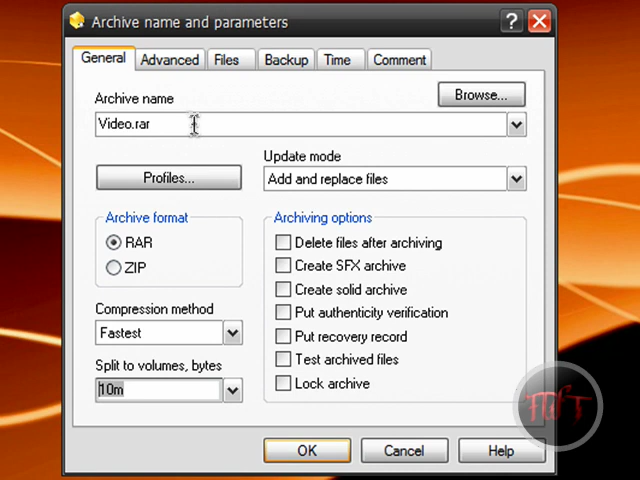 Archive name and parameters
General Advanced Files Backup Time Comment
Archive name
Browse...
Video.rar
Update mode
Profiles...
Add and replace files
Archive format
RAR
ZIP
Archiving options
Delete files after archiving
Create SFX archive
Create solid archive
Put authenticity verification
Put recovery record
Test archived files
Lock archive
Compression method
Fastest
Split to volumes, bytes
10m
OK Cancel Help